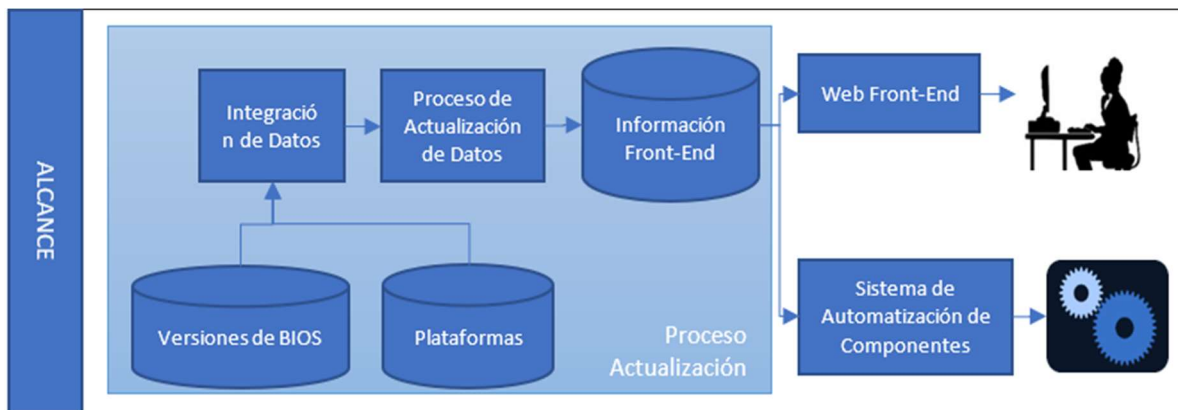 ALCANCE
Integració
n de Datos
Proceso de
Actualización
de Datos
Información
Front-End
Web Front-End
Versiones de BIOS
Plataformas
Proceso
Actualización
Sistema de
Automatización de
Componentes